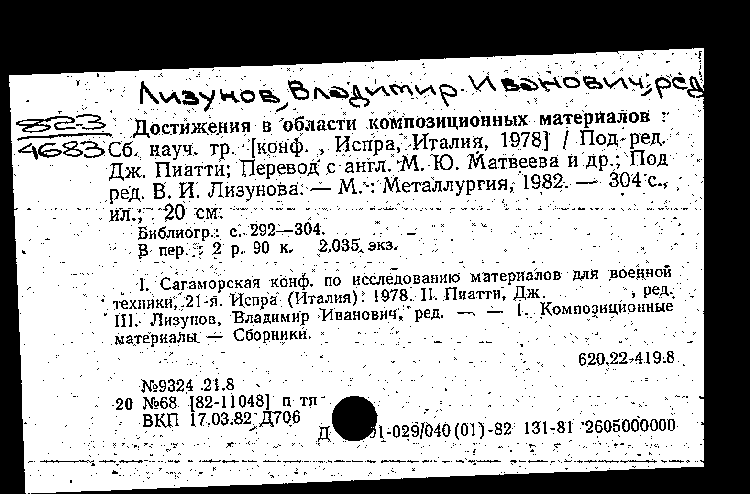 Лизунов, Владимир Иванович, ред
823
4683
Достижения в области композиционных материалов :
Сб. науч. тр. [конф. , Испра, Италия, 1978] / Под ред.
Дж. Пиатти; Перевод с англ. М. Ю. Матвеева и др.; Под
ред. В. И. Лизунова. — М. : Металлургия, 1982. — 304 с.,
ил.; 20 см.
Библиогр.: с. 292—304.
В пер. : 2 р. 90 к. 2.035 экз.
I. Сагаморская конф. по исследованию материалов для военной
техники, 21-я. Испра (Италия). 1978. II. Пиатти, Дж. , ред.
III. Лизунов, Владимир Иванович, ред. — — 1. Композиционные
материалы — Сборники.
620.22-419.8
№9324 .21.8
20 №68 [82-11048] п тп
ВКП 17.03.82 Д706
Д 01-029/040 (01)-82 131-81 2605000000